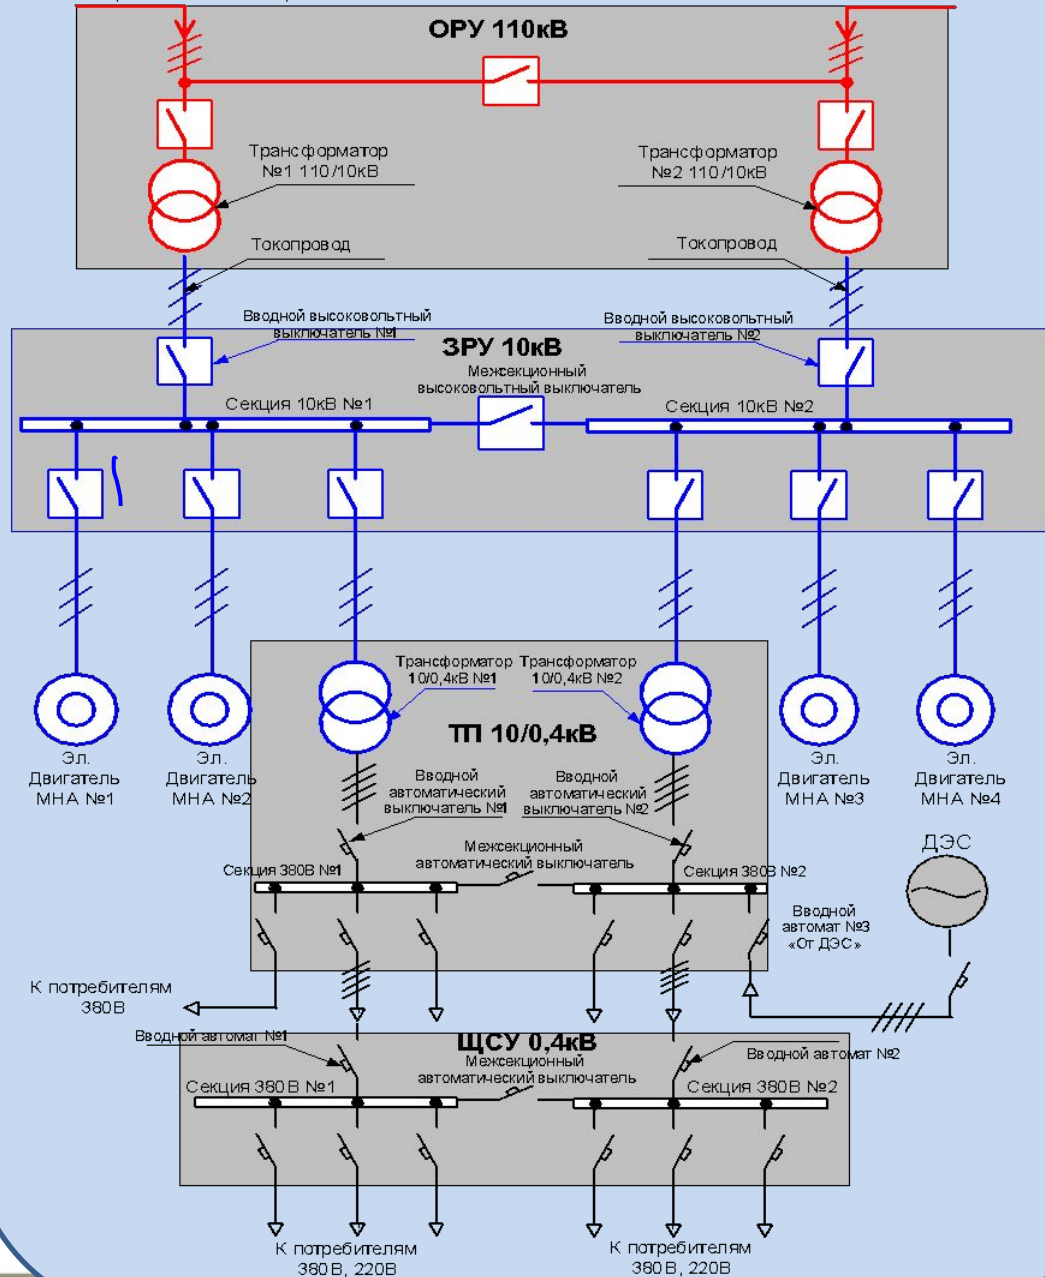 ОРУ 110кВ
Трансформатор
№1 110/10кВ
Трансформатор
№2 110/10кВ
Токопровод
Токопровод
Вводной высоковольтный
выключатель №1
Вводной высоковольтный
выключатель №2
ЗРУ 10кВ
Межсекционный
высоковольтный выключатель
Секция 10кВ №1
Секция 10кВ №2
Трансформатор
10/0,4кВ №1
Трансформатор
10/0,4кВ №2
ТП 10/0,4кВ
Эл.
Двигатель
МНА №1
Эл.
Двигатель
МНА №2
Эл.
Двигатель
МНА №3
Эл.
Двигатель
МНА №4
Вводной
автоматический
выключатель №1
Вводной
автоматический
выключатель №2
Межсекционный
автоматический выключатель
Секция 380В №1
Секция 380В №2
ДЭС
Вводной
автомат №3
«От ДЭС»
К потребителям
380В
Вводной автомат №1
ЩСУ 0,4кВ
Межсекционный
автоматический выключатель
Вводной автомат №2
Секция 380В №1
Секция 380В №2
К потребителям
380В, 220В
К потребителям
380В, 220В